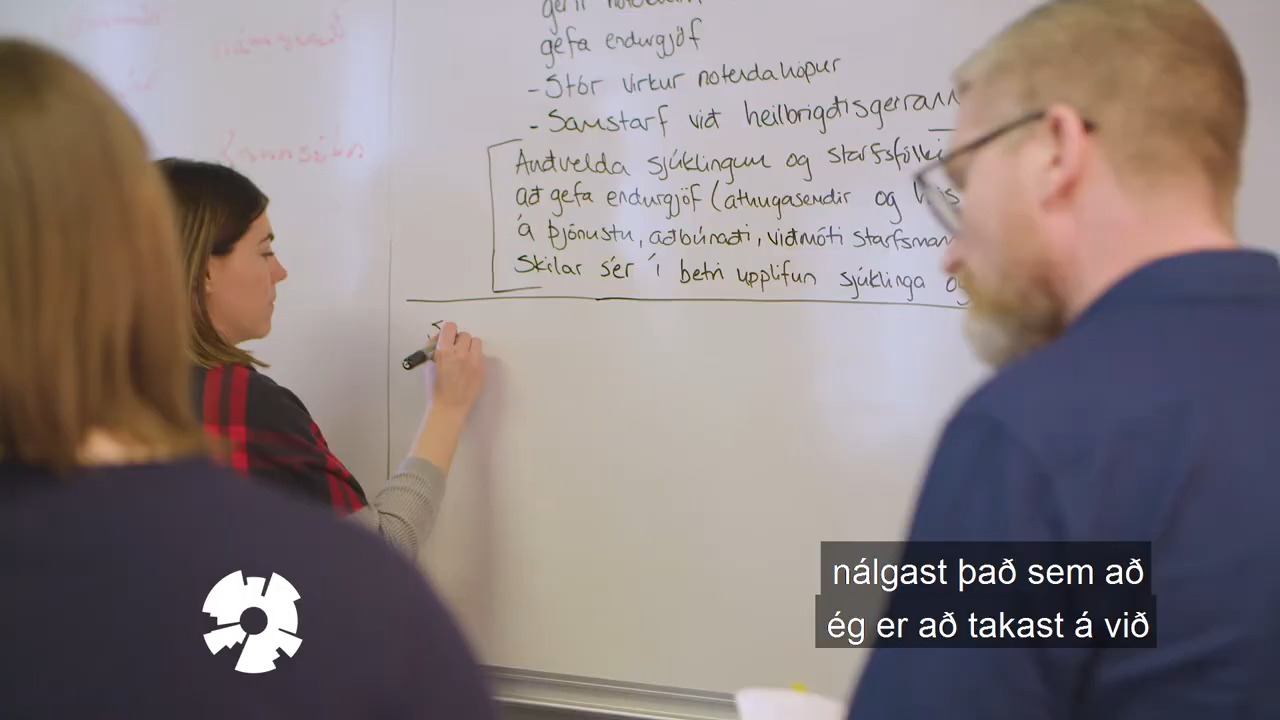 gefa endurgjöf
- Stór virkur notendahópur
- Samstarf við heilbrigðisgeirann
Auðvelda sjúklingum og starfsfólki
að gefa endurgjöf (athugasemdir og
á þjónustu, aðbúnaði, viðmóti starfsman
Skilar sér í betri upplifun sjúklinga og
nálgast það sem að
ég er að takast á við